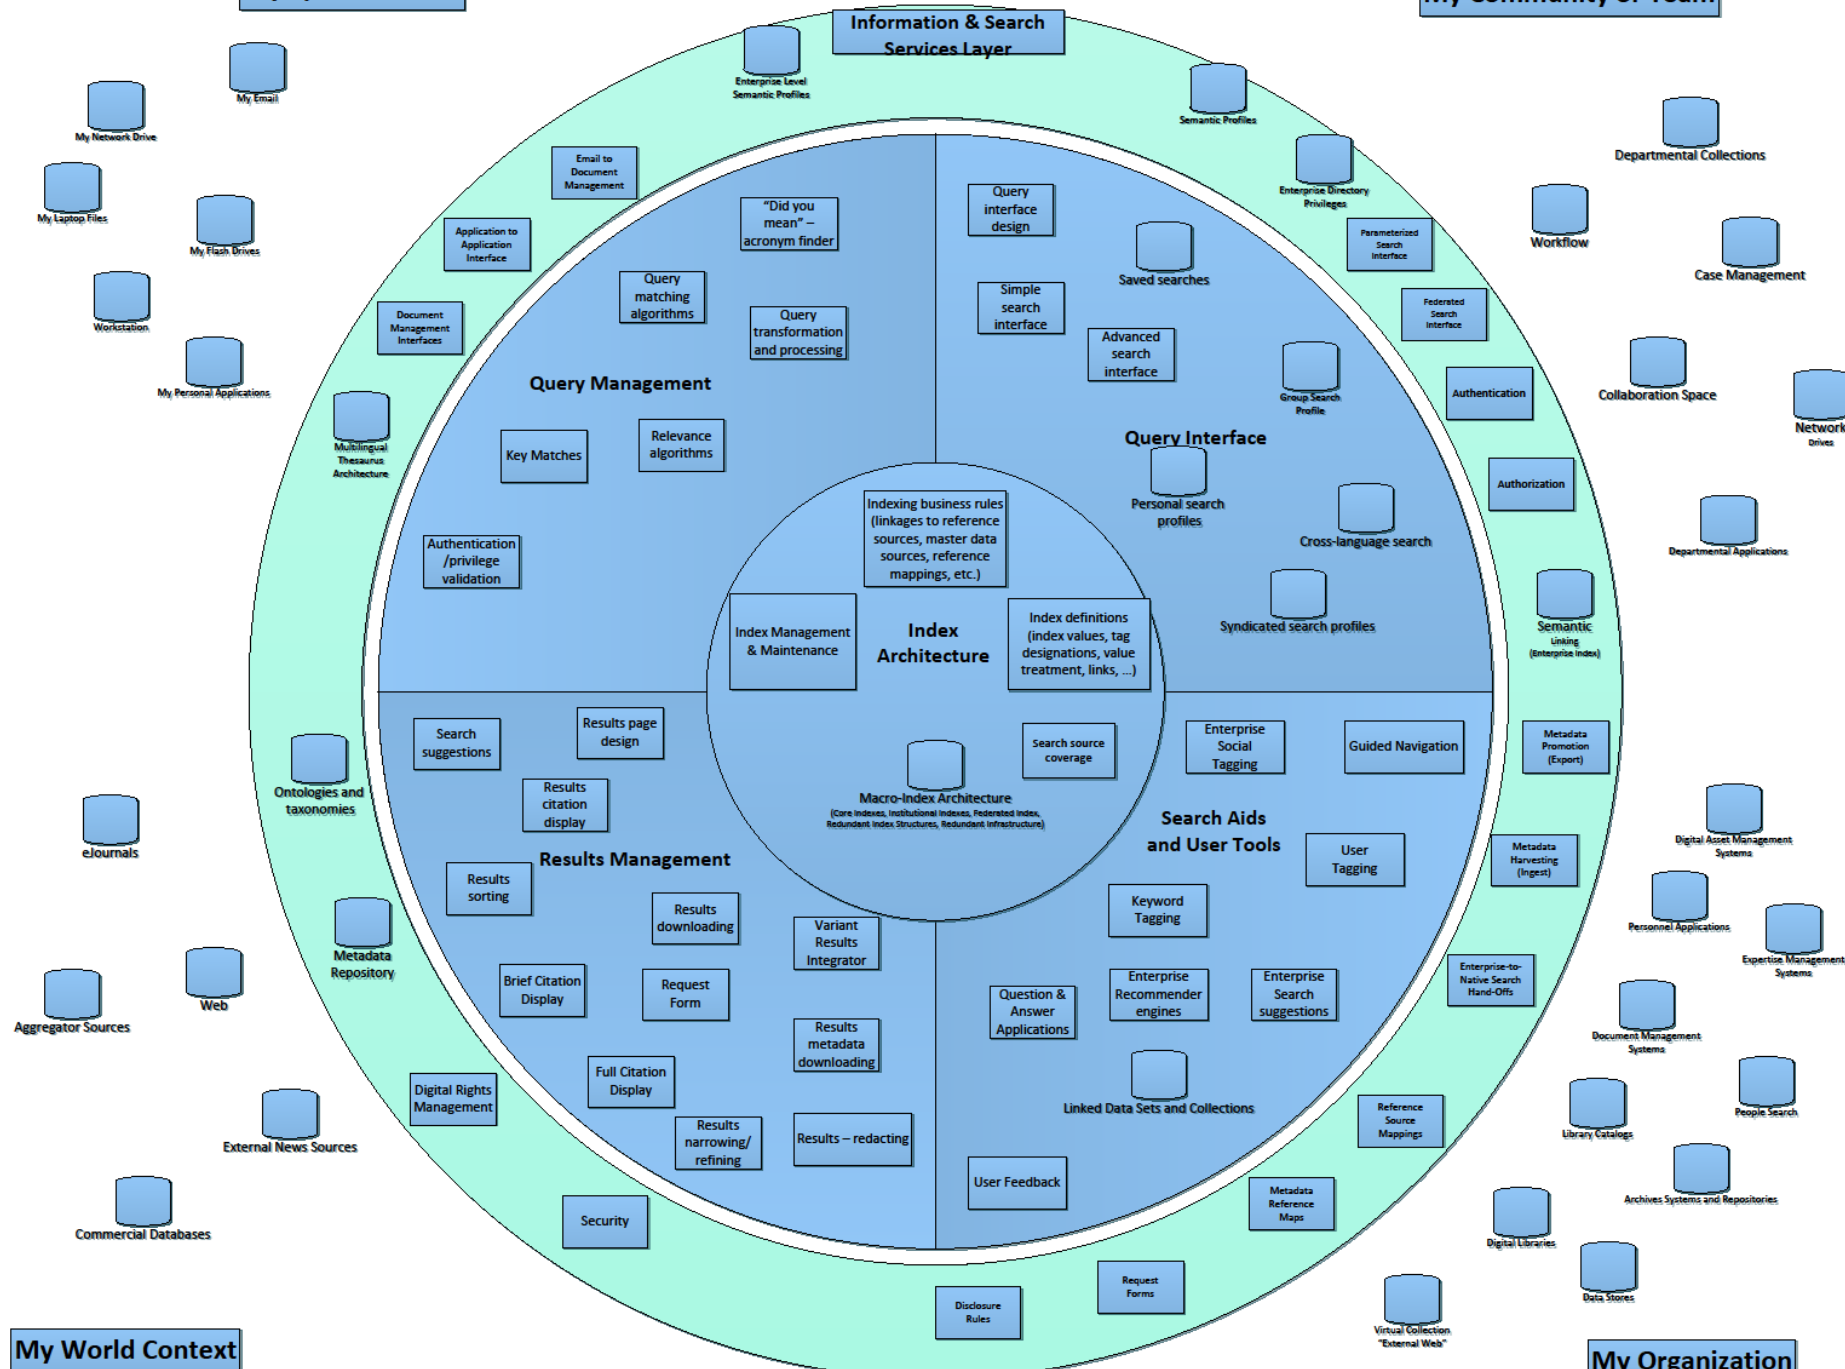 My Community or Team
Information & Search
Services Layer
Enterprise Level
Semantic Profiles
Semantic Profiles
Enterprise Directory
Privileges
Parameterized
Search
Interface
Federated
Search
Interface
Authentication
Authorization
Semantic
Linking
(Enterprise Index)
Metadata
Promotion
(Export)
Metadata
Harvesting
(Ingest)
Enterprise-to-
Native Search
Hand-Offs
Reference
Source
Mappings
Metadata
Reference
Maps
Request
Forms
Disclosure
Rules
Security
Digital Rights
Management
Metadata
Repository
Ontologies and
taxonomies
Multilingual
Thesaurus
Architecture
Document
Management
Interfaces
Application to
Application
Interface
Email to
Document
Management
My Email
My Network Drive
My Laptop Files
My Flash Drives
Workstation
My Personal Applications
Departmental Collections
Workflow
Case Management
Collaboration Space
Network
Drives
Departmental Applications
"Did you
mean" –
acronym finder
Query
matching
algorithms
Query
transformation
and processing
Query Management
Key Matches
Relevance
algorithms
Authentication
/privilege
validation
Query
interface
design
Saved searches
Simple
search
interface
Advanced
search
interface
Group Search
Profile
Query Interface
Personal search
profiles
Cross-language search
Syndicated search profiles
Indexing business rules
(linkages to reference
sources, master data
sources, reference
mappings, etc.)
Index Management
& Maintenance
Index
Architecture
Index definitions
(index values, tag
designations, value
treatment, links, ...)
Search source
coverage
Macro-Index Architecture
(Core Indexes, Institutional Indexes, Federated Index,
Redundant Index Structures, Redundant Infrastructure)
Search
suggestions
Results page
design
Results
citation
display
Results Management
Results
sorting
Results
downloading
Variant
Results
Integrator
Brief Citation
Display
Request
Form
Results
metadata
downloading
Full Citation
Display
Results
narrowing/
refining
Results – redacting
Enterprise
Social
Tagging
Guided Navigation
Search Aids
and User Tools
User
Tagging
Keyword
Tagging
Question &
Answer
Applications
Enterprise
Recommender
engines
Enterprise
Search
suggestions
Linked Data Sets and Collections
User Feedback
eJournals
Web
Aggregator Sources
External News Sources
Commercial Databases
My World Context
Digital Asset Management
Systems
Personnel Applications
Expertise Management
Systems
Document Management
Systems
People Search
Library Catalogs
Archives Systems and Repositories
Digital Libraries
Data Stores
Virtual Collection
"External Web"
My Organization